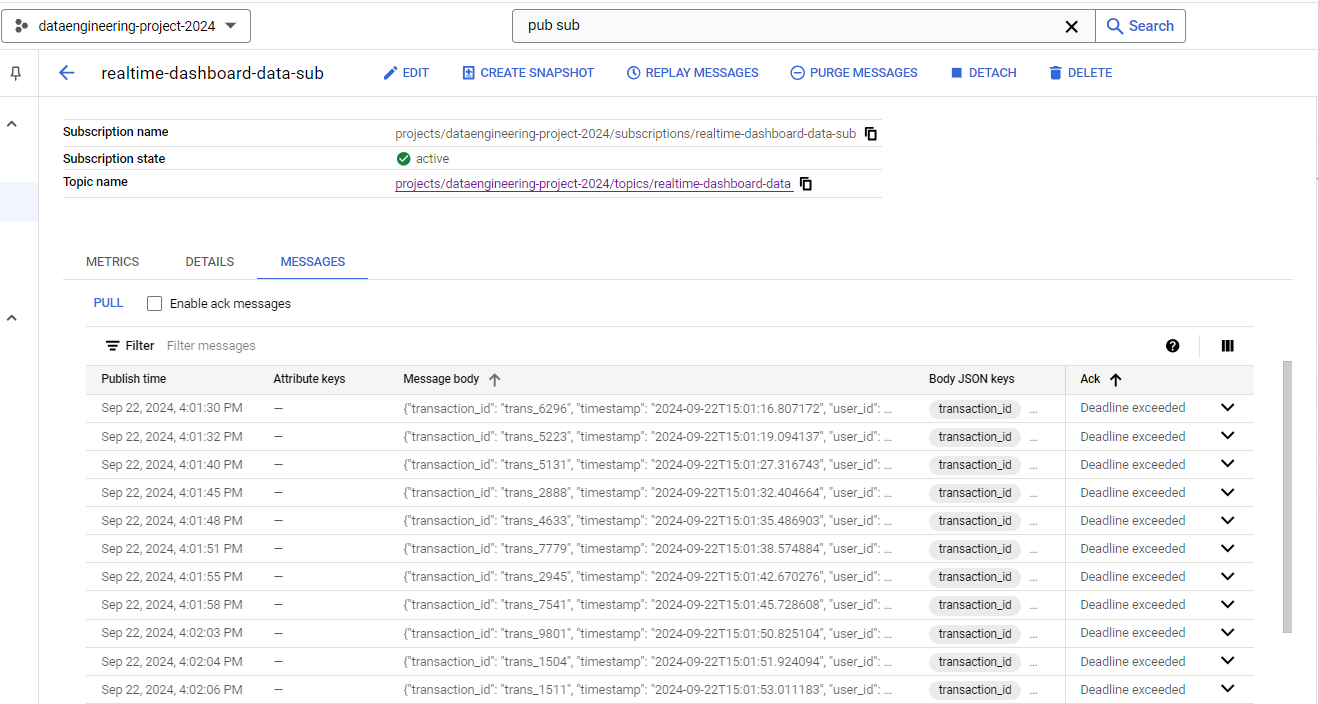 dataengineering-project-2024 pub sub Search
realtime-dashboard-data-sub EDIT CREATE SNAPSHOT REPLAY MESSAGES PURGE MESSAGES DETACH DELETE
Subscription name projects/dataengineering-project-2024/subscriptions/realtime-dashboard-data-sub
Subscription state active
Topic name projects/dataengineering-project-2024/topics/realtime-dashboard-data
METRICS DETAILS MESSAGES
PULL Enable ack messages
Filter Filter messages
Publish time Attribute keys Message body Body JSON keys Ack
Sep 22, 2024, 4:01:30 PM — {"transaction_id": "trans_6296", "timestamp": "2024-09-22T15:01:16.807172", "user_id": ... transaction_id ... Deadline exceeded
Sep 22, 2024, 4:01:32 PM — {"transaction_id": "trans_5223", "timestamp": "2024-09-22T15:01:19.094137", "user_id": ... transaction_id ... Deadline exceeded
Sep 22, 2024, 4:01:40 PM — {"transaction_id": "trans_5131", "timestamp": "2024-09-22T15:01:27.316743", "user_id": ... transaction_id ... Deadline exceeded
Sep 22, 2024, 4:01:45 PM — {"transaction_id": "trans_2888", "timestamp": "2024-09-22T15:01:32.404664", "user_id": ... transaction_id ... Deadline exceeded
Sep 22, 2024, 4:01:48 PM — {"transaction_id": "trans_4633", "timestamp": "2024-09-22T15:01:35.486903", "user_id": ... transaction_id ... Deadline exceeded
Sep 22, 2024, 4:01:51 PM — {"transaction_id": "trans_7779", "timestamp": "2024-09-22T15:01:38.574884", "user_id": ... transaction_id ... Deadline exceeded
Sep 22, 2024, 4:01:55 PM — {"transaction_id": "trans_2945", "timestamp": "2024-09-22T15:01:42.670276", "user_id": ... transaction_id ... Deadline exceeded
Sep 22, 2024, 4:01:58 PM — {"transaction_id": "trans_7541", "timestamp": "2024-09-22T15:01:45.728608", "user_id": ... transaction_id ... Deadline exceeded
Sep 22, 2024, 4:02:03 PM — {"transaction_id": "trans_9801", "timestamp": "2024-09-22T15:01:50.825104", "user_id": ... transaction_id ... Deadline exceeded
Sep 22, 2024, 4:02:04 PM — {"transaction_id": "trans_1504", "timestamp": "2024-09-22T15:01:51.924094", "user_id": ... transaction_id ... Deadline exceeded
Sep 22, 2024, 4:02:06 PM — {"transaction_id": "trans_1511", "timestamp": "2024-09-22T15:01:53.011183", "user_id": ... transaction_id ... Deadline exceeded